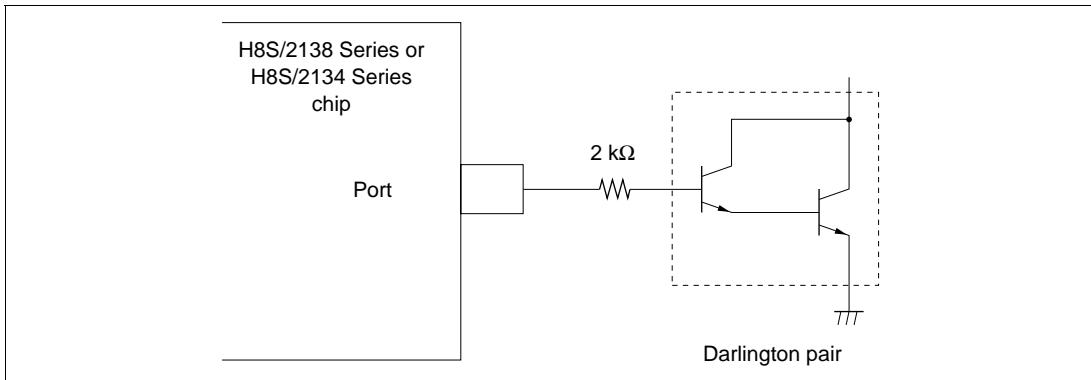 H8S/2138 Series or
H8S/2134 Series
chip
Port
2 kΩ
Darlington pair